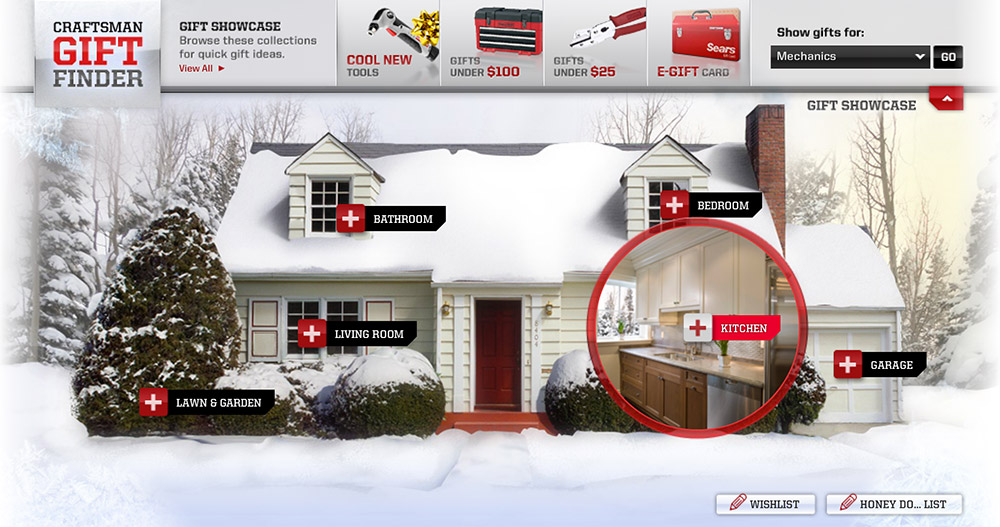 CRAFTSMAN
GIFT
FINDER
GIFT SHOWCASE
Browse these collections
for quick gift ideas.
View All
COOL NEW
TOOLS
GIFTS
UNDER $100
GIFTS
UNDER $25
Sears
E-GIFT CARD
Show gifts for:
Mechanics
GO
GIFT SHOWCASE
BATHROOM
BEDROOM
LIVING ROOM
8404
KITCHEN
GARAGE
LAWN & GARDEN
WISHLIST
HONEY DO... LIST